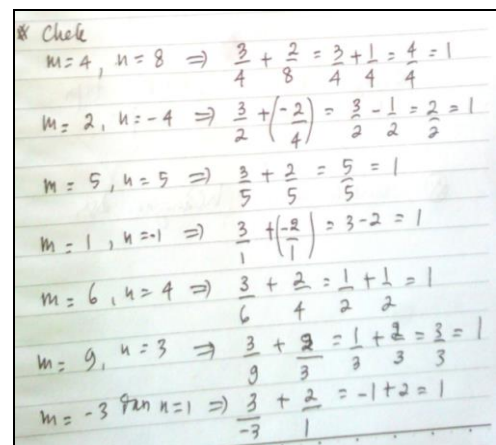 * Chek
m = 4, n = 8 ⇒ 3/4 + 2/8 = 3/4 + 1/4 = 4/4 = 1
m = 2, n = -4 ⇒ 3/2 + (-2/4) = 3/2 - 1/2 = 2/2 = 1
m = 5, n = 5 ⇒ 3/5 + 2/5 = 5/5 = 1
m = 1, n = -1 ⇒ 3/1 + (-2/1) = 3 - 2 = 1
m = 6, n = 4 ⇒ 3/6 + 2/4 = 1/2 + 1/2 = 1
m = 9, n = 3 ⇒ 3/9 + 2/3 = 1/3 + 2/3 = 3/3 = 1
m = -3 dan n = 1 ⇒ 3/-3 + 2/1 = -1 + 2 = 1